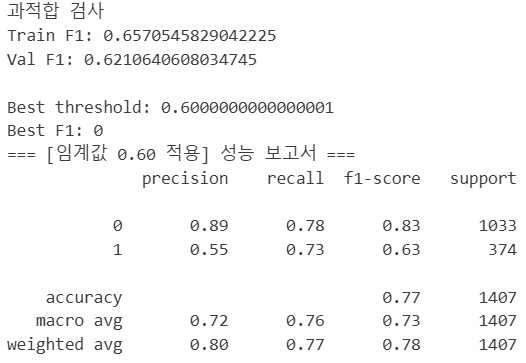 과적합 검사
Train F1: 0.6570545829042225
Val F1: 0.6210640608034745
Best threshold: 0.6000000000000001
Best F1: 0
=== [임계값 0.60 적용] 성능 보고서 ===
precision recall f1-score support
0 0.89 0.78 0.83 1033
1 0.55 0.73 0.63 374
accuracy 0.77 1407
macro avg 0.72 0.76 0.73 1407
weighted avg 0.80 0.77 0.78 1407